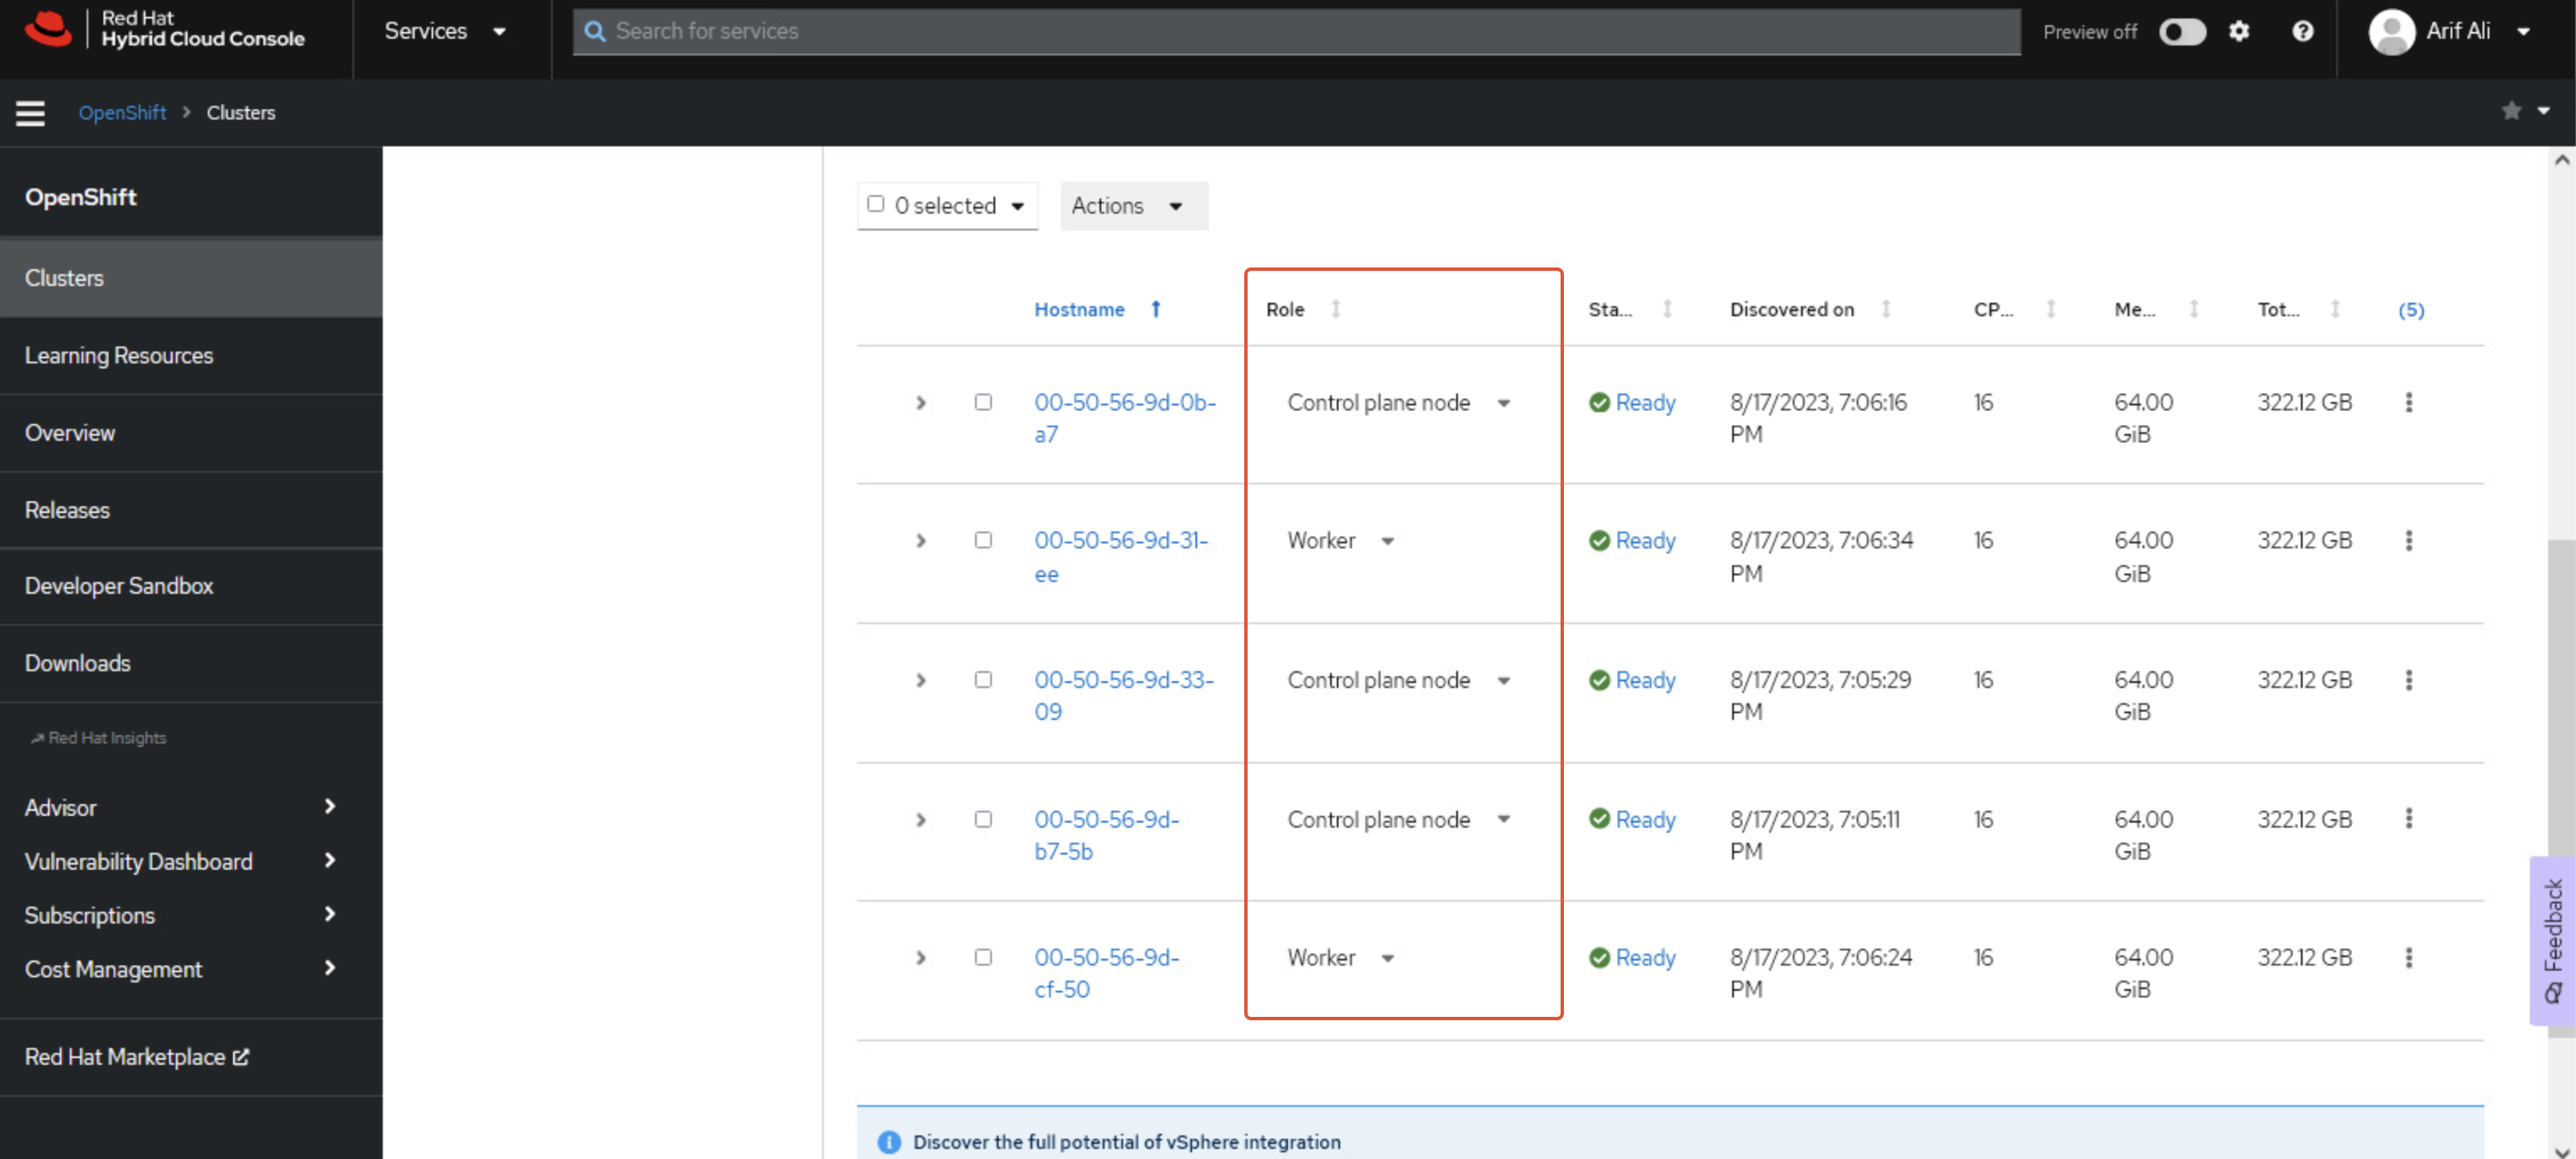 Red Hat
Hybrid Cloud Console
Services
Search for services
Preview off
Arif Ali
OpenShift
Clusters
OpenShift
Clusters
Learning Resources
Overview
Releases
Developer Sandbox
Downloads
Red Hat Insights
Advisor
Vulnerability Dashboard
Subscriptions
Cost Management
Red Hat Marketplace
0 selected
Actions
Hostname Role Sta... Discovered on CP... Me... Tot... (5)
00-50-56-9d-0b- Control plane node Ready 8/17/2023, 7:06:16 16 64.00 322.12 GB
a7 PM GiB
00-50-56-9d-31- Worker Ready 8/17/2023, 7:06:34 16 64.00 322.12 GB
ee PM GiB
00-50-56-9d-33- Control plane node Ready 8/17/2023, 7:05:29 16 64.00 322.12 GB
09 PM GiB
00-50-56-9d- Control plane node Ready 8/17/2023, 7:05:11 16 64.00 322.12 GB
b7-5b PM GiB
00-50-56-9d- Worker Ready 8/17/2023, 7:06:24 16 64.00 322.12 GB
cf-50 PM GiB
Discover the full potential of vSphere integration
Feedback